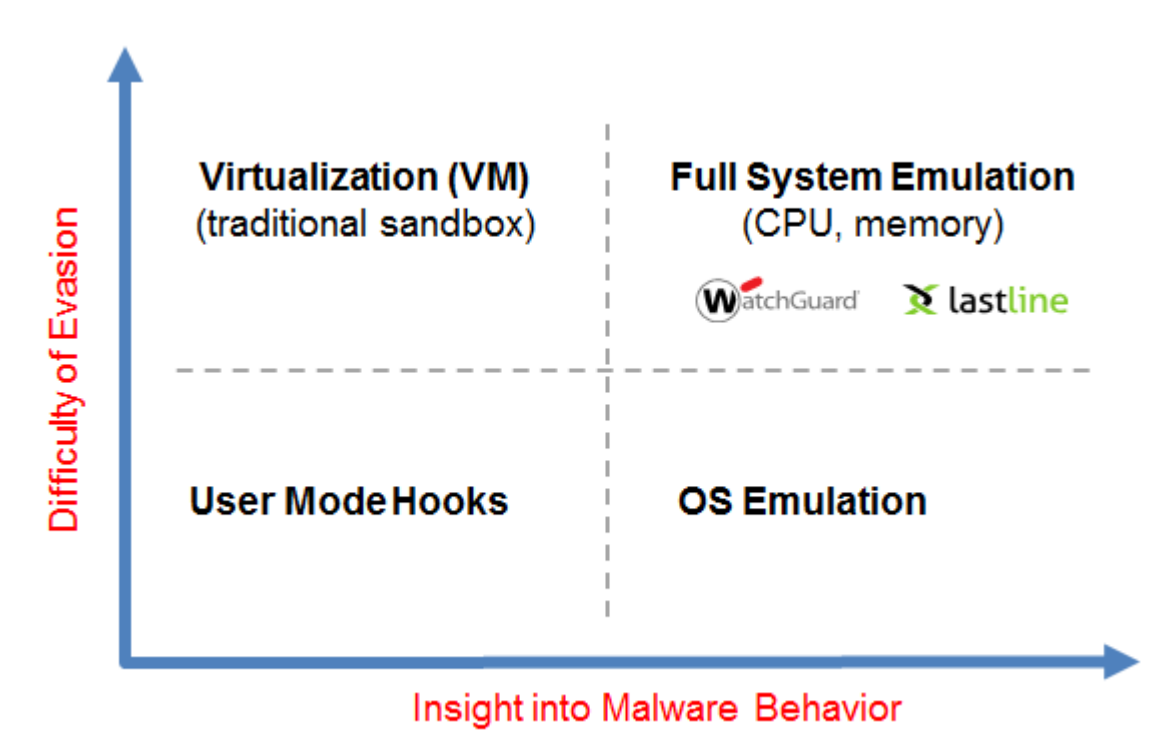 Difficulty of Evasion
Virtualization (VM)
(traditional sandbox)
Full System Emulation
(CPU, memory)
WatchGuard
lastline
User Mode Hooks
OS Emulation
Insight into Malware Behavior